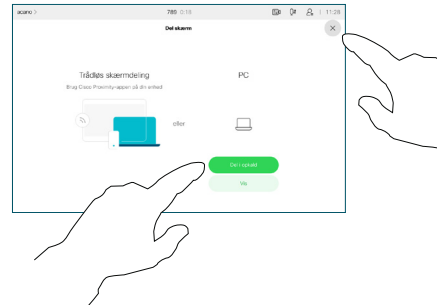 acano >
789 0:18
11:28
Del skærm
Trådløs skærmdeling
Brug Cisco Proximity-appen på din enhed
eller
PC
Del i opkald
Vis